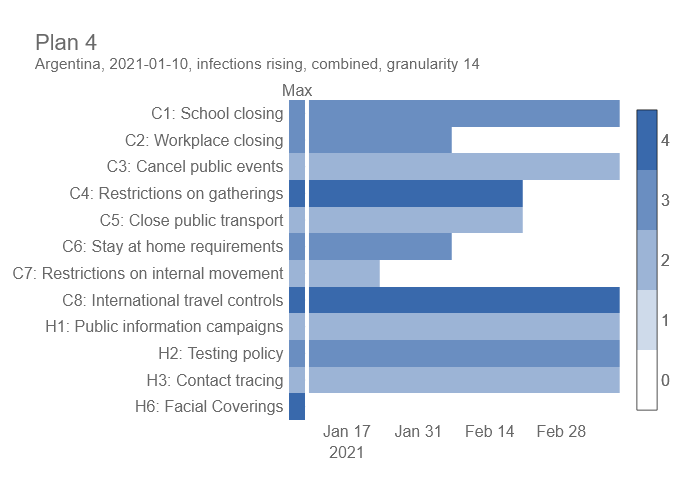 Plan 4
Argentina, 2021-01-10, infections rising, combined, granularity 14
Max
C1: School closing
C2: Workplace closing
C3: Cancel public events
C4: Restrictions on gatherings
C5: Close public transport
C6: Stay at home requirements
C7: Restrictions on internal movement
C8: International travel controls
H1: Public information campaigns
H2: Testing policy
H3: Contact tracing
H6: Facial Coverings
4
3
2
1
0
Jan 17 Jan 31 Feb 14 Feb 28
2021